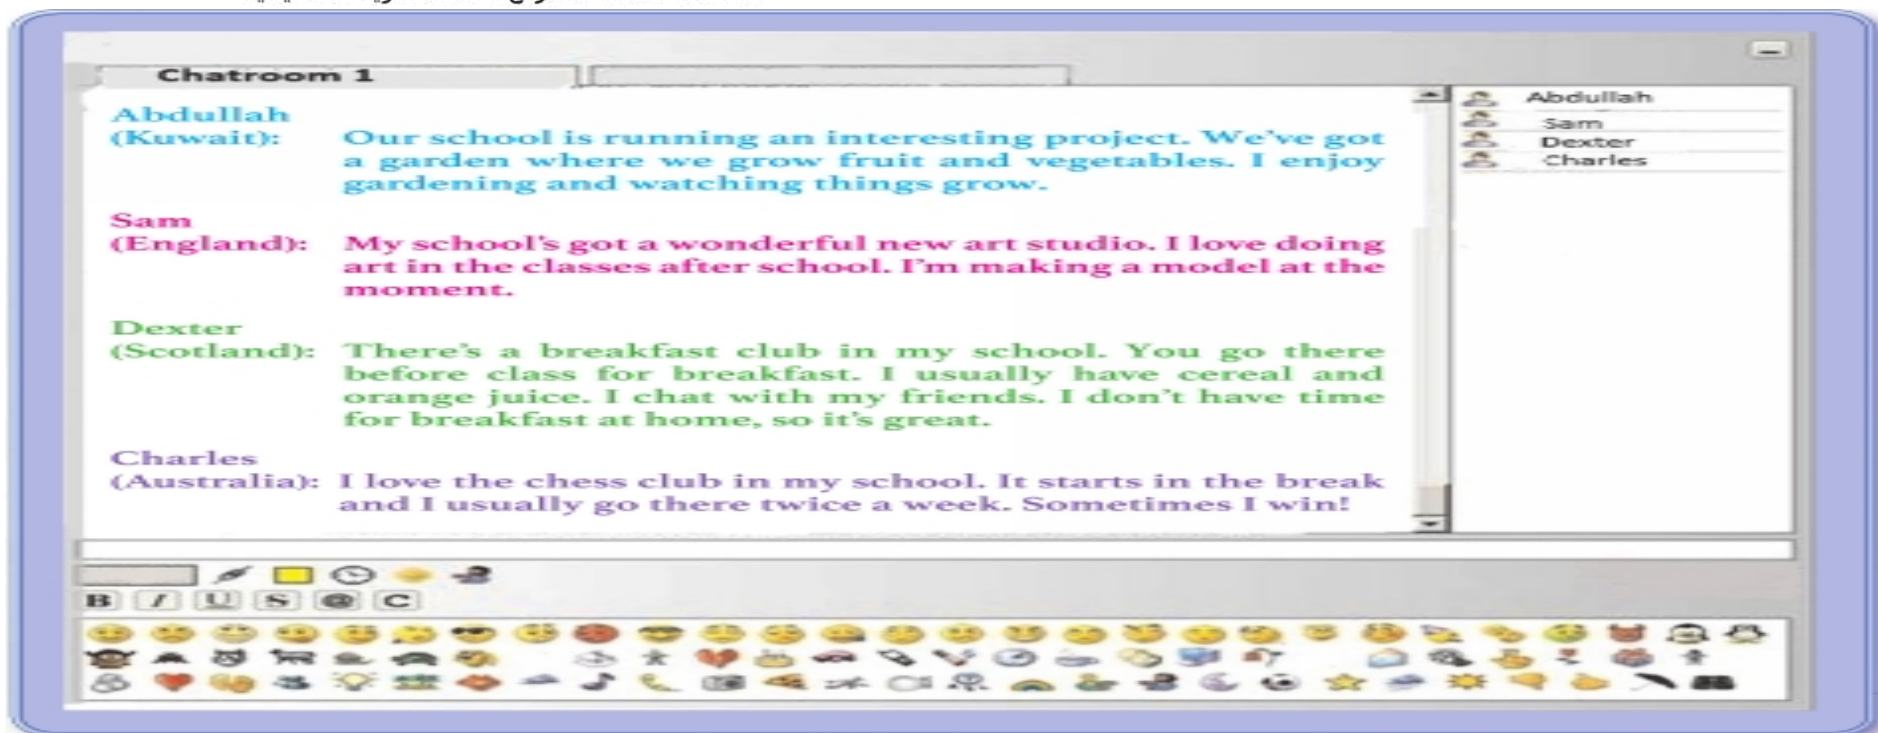 Chatroom 1
Abdullah
(Kuwait): Our school is running an interesting project. We've got
a garden where we grow fruit and vegetables. I enjoy
gardening and watching things grow.
Sam
(England): My school's got a wonderful new art studio. I love doing
art in the classes after school. I'm making a model at the
moment.
Dexter
(Scotland): There's a breakfast club in my school. You go there
before class for breakfast. I usually have cereal and
orange juice. I chat with my friends. I don't have time
for breakfast at home, so it's great.
Charles
(Australia): I love the chess club in my school. It starts in the break
and I usually go there twice a week. Sometimes I win!
Abdullah
Sam
Dexter
Charles
B I U S @ C